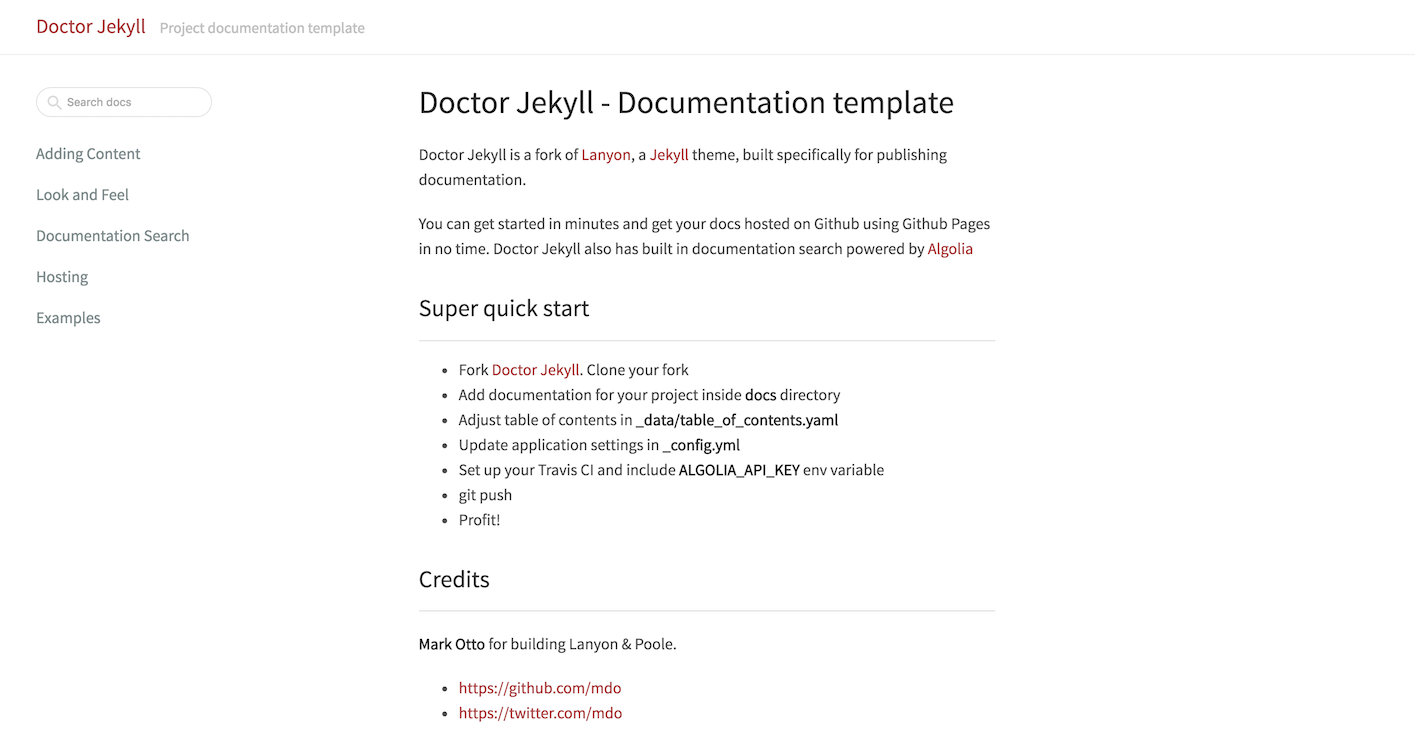 Doctor Jekyll Project documentation template
Search docs
Adding Content
Look and Feel
Documentation Search
Hosting
Examples
Doctor Jekyll - Documentation template
Doctor Jekyll is a fork of Lanyon, a Jekyll theme, built specifically for publishing
documentation.
You can get started in minutes and get your docs hosted on Github using Github Pages
in no time. Doctor Jekyll also has built in documentation search powered by Algolia
Super quick start
• Fork Doctor Jekyll. Clone your fork
• Add documentation for your project inside docs directory
• Adjust table of contents in _data/table_of_contents.yaml
• Update application settings in _config.yml
• Set up your Travis CI and include ALGOLIA_API_KEY env variable
• git push
• Profit!
Credits
Mark Otto for building Lanyon & Poole.
• https://github.com/mdo
• https://twitter.com/mdo